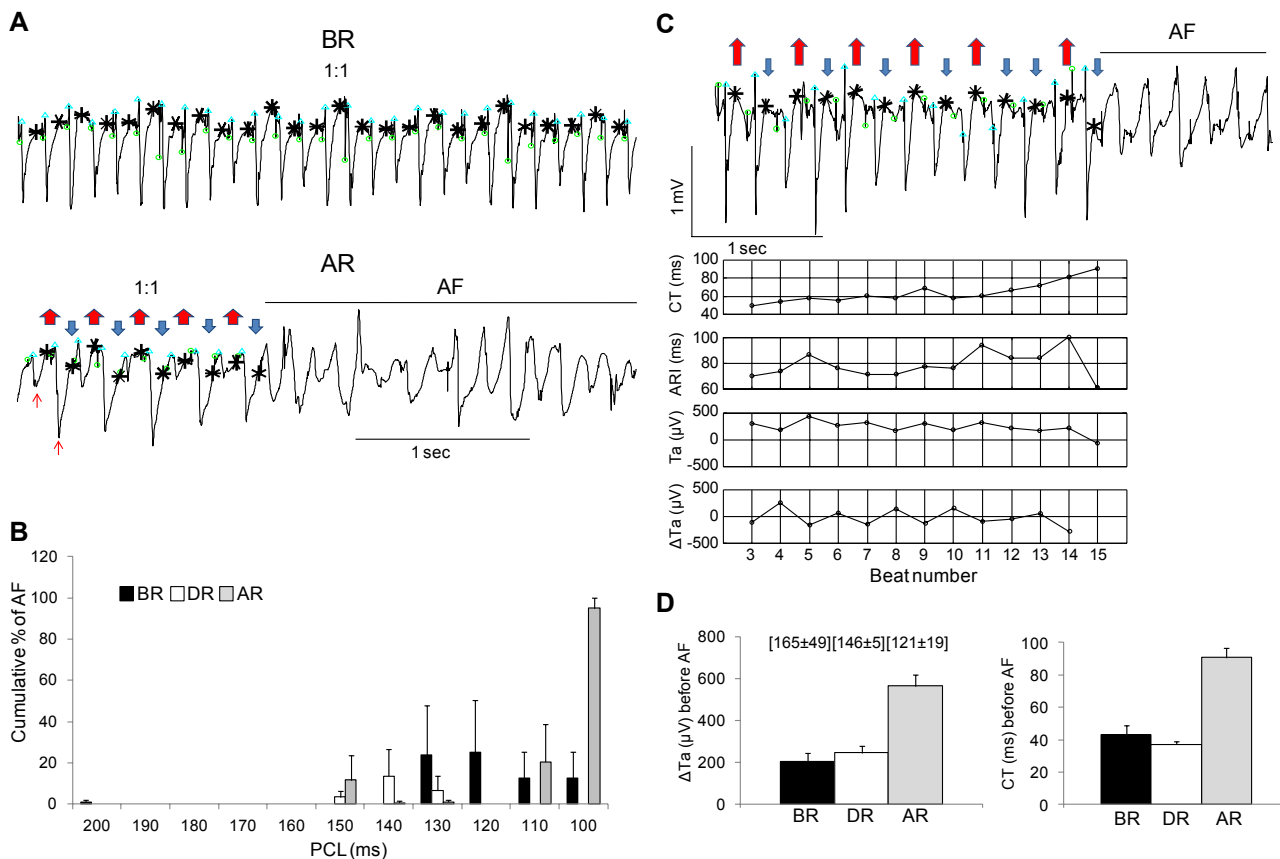 A
BR
1:1
AR
1:1
AF
1 sec
B
120
100
80
60
40
20
0
Cumulative % of AF
BR DR AR
200 190 180 170 160 150 140 130 120 110 100
PCL (ms)
C
AF
1 mV
1 sec
CT (ms)
100
80
60
40
ARI (ms)
100
80
60
Ta (µV)
500
0
-500
ΔTa (µV)
500
0
-500
3 4 5 6 7 8 9 10 11 12 13 14 15
Beat number
D
ΔTa (µV) before AF
800
600
400
200
0
[165±49][146±5][121±19]
BR DR AR
CT (ms) before AF
100
80
60
40
20
0
BR DR AR